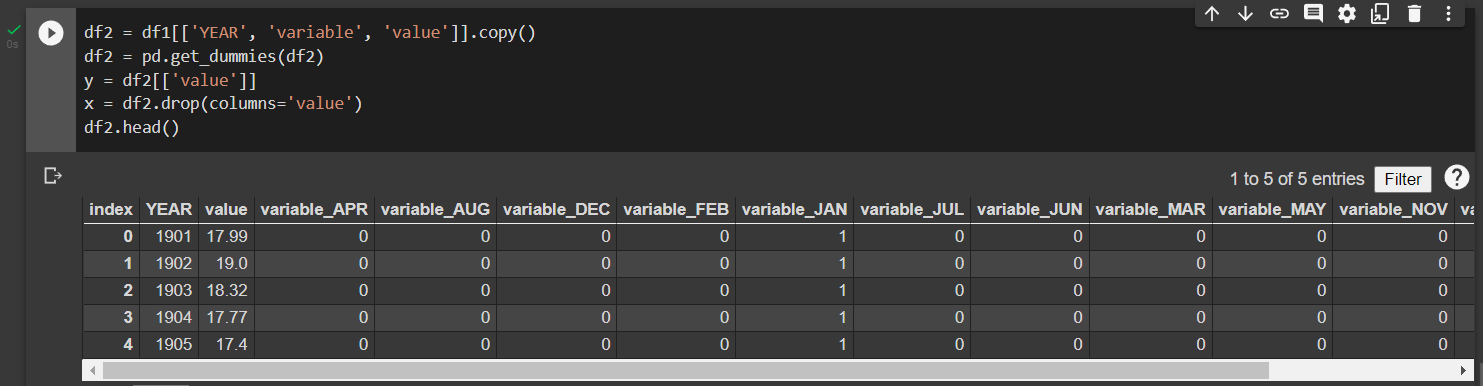 df2 = df1[['YEAR', 'variable', 'value']].copy()
0s
df2 = pd.get_dummies(df2)
y = df2[['value']]
x = df2.drop(columns='value')
df2.head()
1 to 5 of 5 entries Filter ?
index YEAR value variable_APR variable_AUG variable_DEC variable_FEB variable_JAN variable_JUL variable_JUN variable_MAR variable_MAY variable_NOV va
0 1901 17.99 0 0 0 0 1 0 0 0 0 0
1 1902 19.0 0 0 0 0 1 0 0 0 0 0
2 1903 18.32 0 0 0 0 1 0 0 0 0 0
3 1904 17.77 0 0 0 0 1 0 0 0 0 0
4 1905 17.4 0 0 0 0 1 0 0 0 0 0